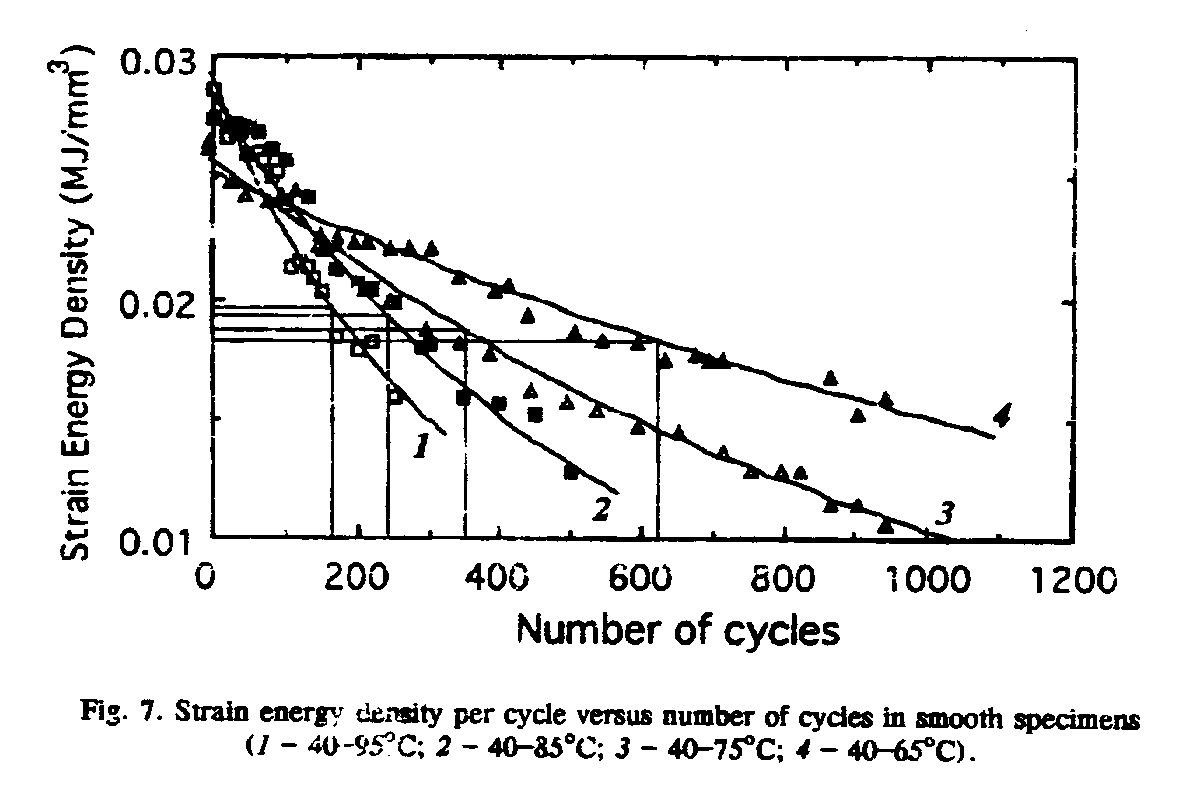 Strain Energy Density (MJ/mm³)
0.03
0.02
0.01
1
2
3
4
0 200 400 600 800 1000 1200
Number of cycles
Fig. 7. Strain energy density per cycle versus number of cycles in smooth specimens
(1 – 40-95°C; 2 – 40–85°C; 3 – 40–75°C; 4 – 40–65°C).